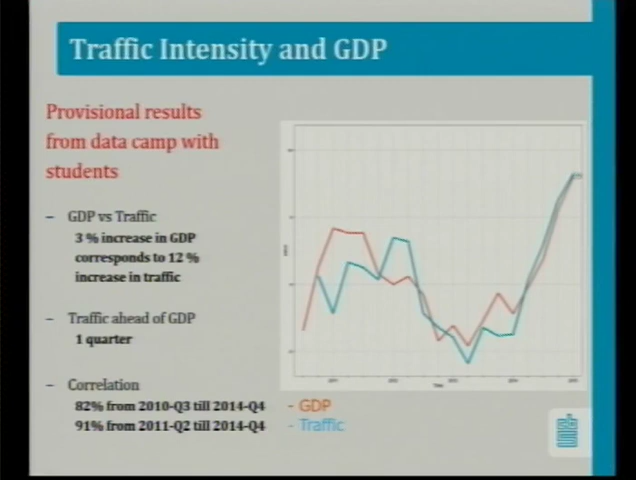 Traffic Intensity and GDP
Provisional results
from data camp with
students
– GDP vs Traffic
3 % increase in GDP
corresponds to 12 %
increase in traffic
– Traffic ahead of GDP
1 quarter
– Correlation
82% from 2010-Q3 till 2014-Q4
91% from 2011-Q2 till 2014-Q4
- GDP
- Traffic